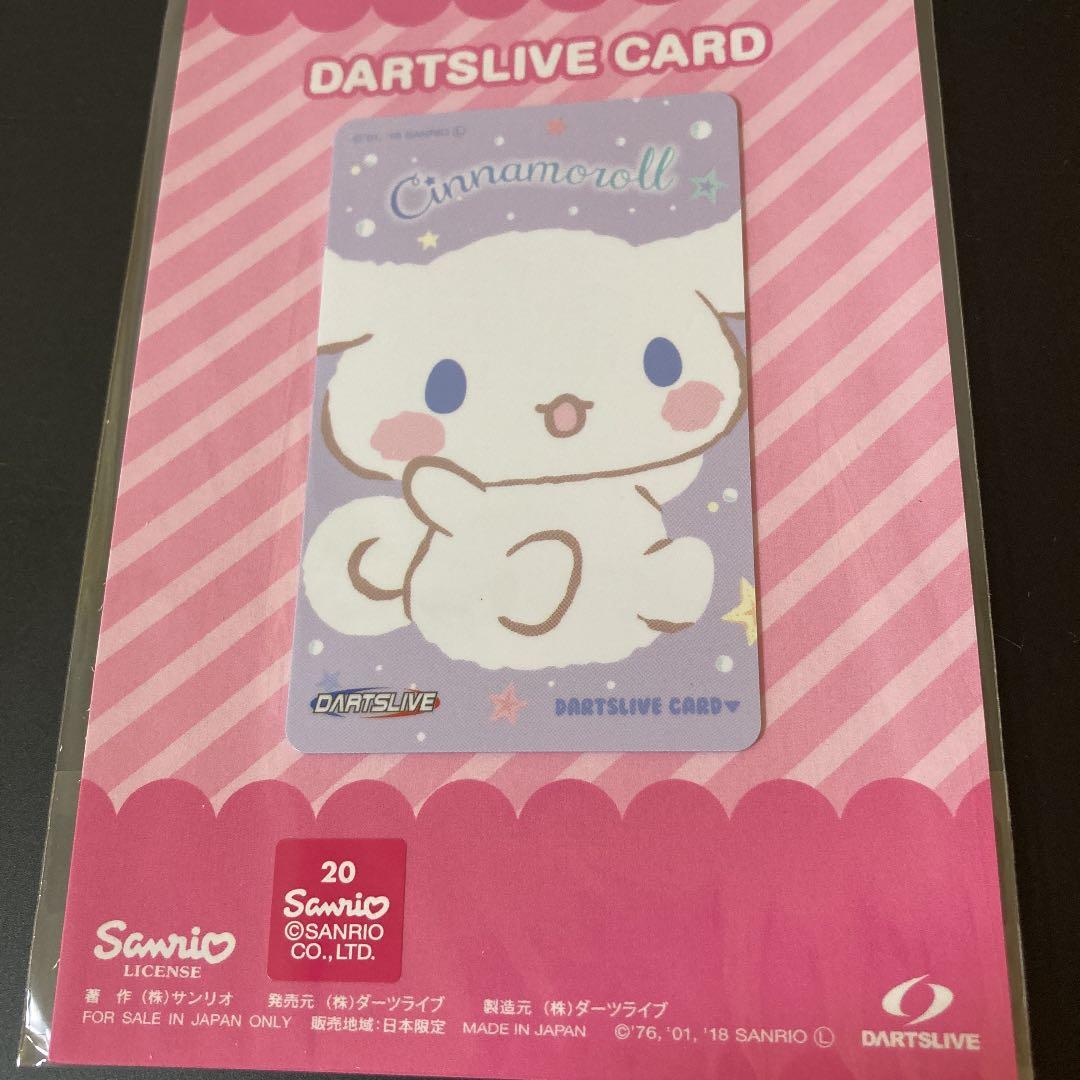 DARTSLIVE CARD
©'01, '18 SANRIO Ⓛ
Cinnamoroll
DARTSLIVE
DARTSLIVE CARD▼
20
Sanrio
©SANRIO
CO., LTD.
Sanrio
LICENSE
著 作 (株)サンリオ 発売元 (株)ダーツライブ 製造元 (株)ダーツライブ
FOR SALE IN JAPAN ONLY 販売地域:日本限定 MADE IN JAPAN ©'76, '01, '18 SANRIO Ⓛ
DARTSLIVE